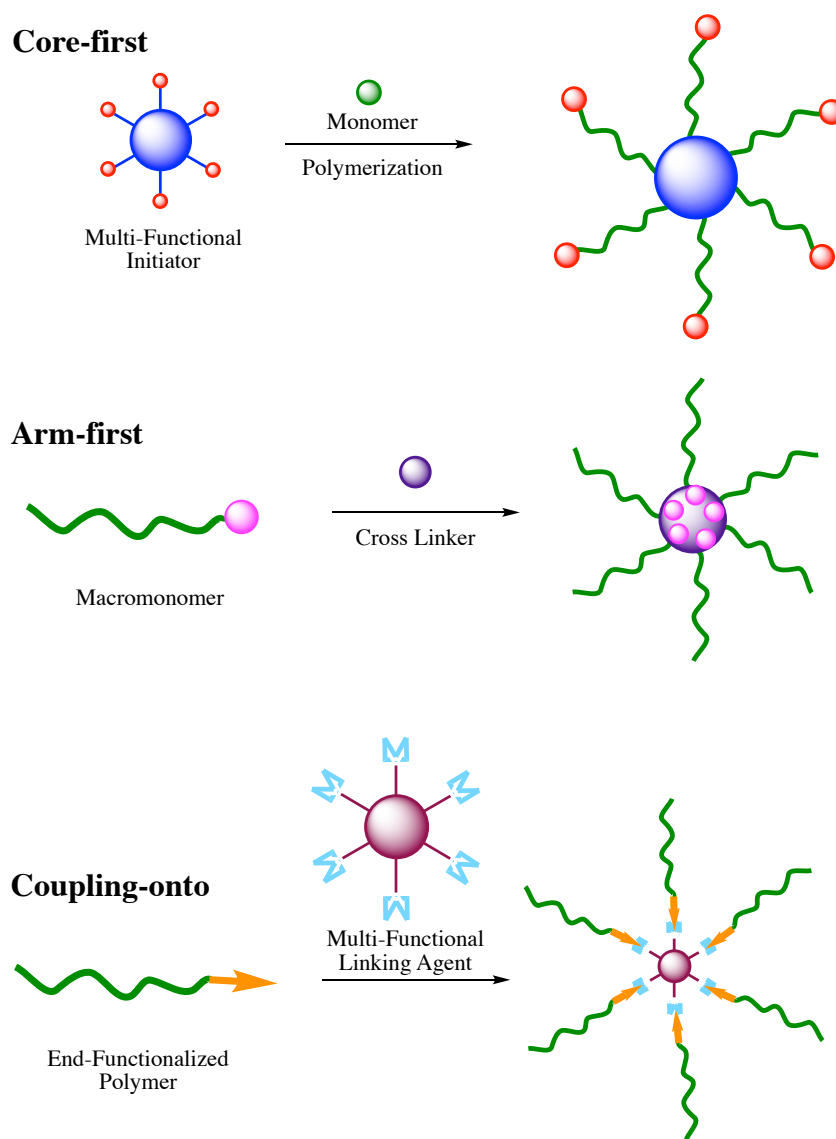 Core-first
Monomer
Polymerization
Multi-Functional
Initiator
Arm-first
Cross Linker
Macromonomer
Coupling-onto
Multi-Functional
Linking Agent
End-Functionalized
Polymer